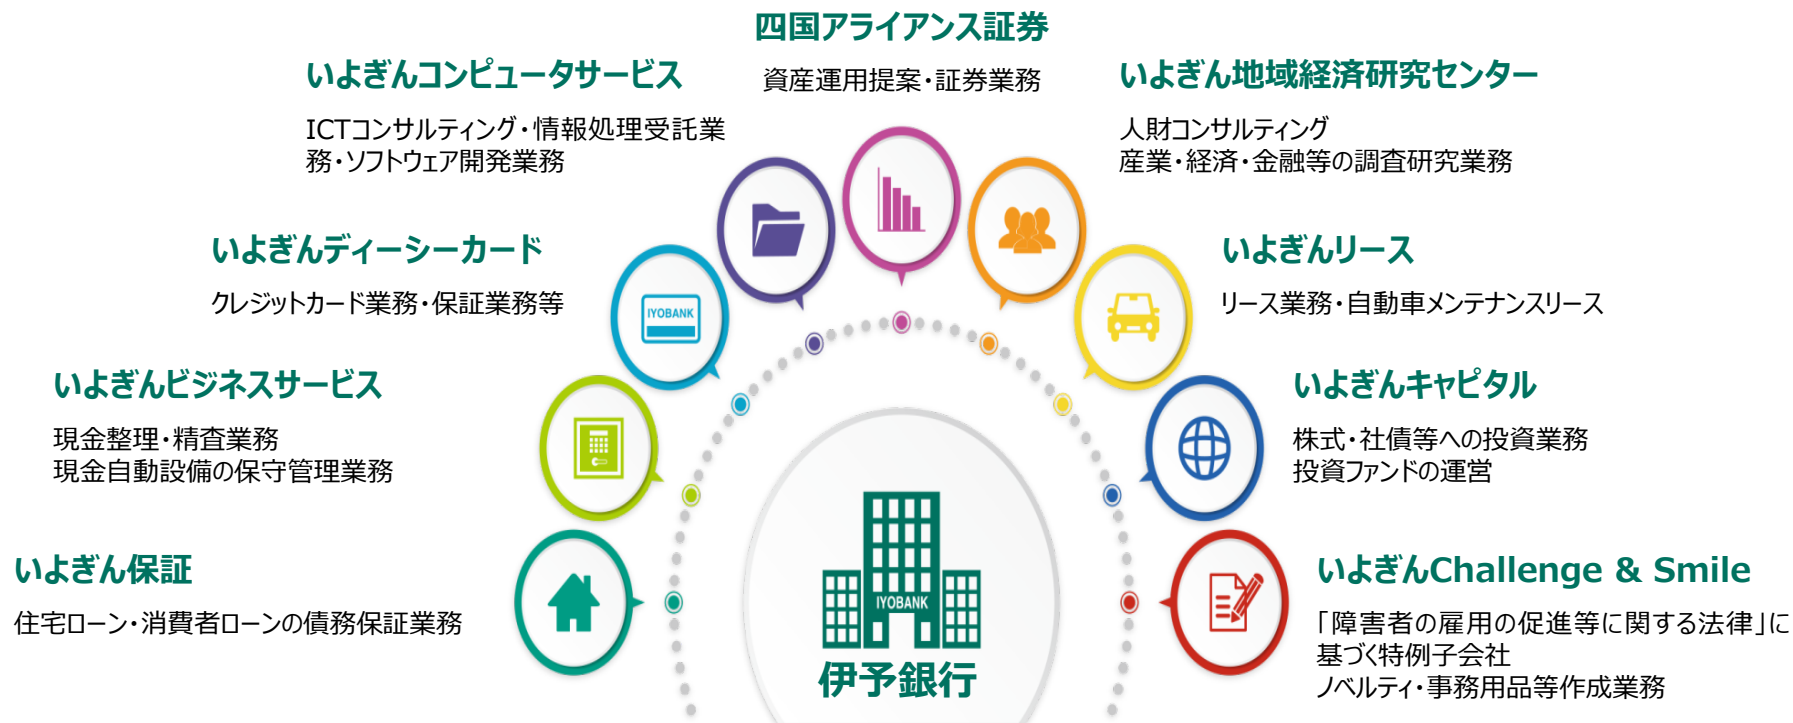 四国アライアンス証券
資産運用提案・証券業務
いよぎんコンピュータサービス
ICTコンサルティング・情報処理受託業
務・ソフトウェア開発業務
いよぎん地域経済研究センター
人財コンサルティング
産業・経済・金融等の調査研究業務
いよぎんディーシーカード
クレジットカード業務・保証業務等
IYOBANK
いよぎんリース
リース業務・自動車メンテナンスリース
いよぎんビジネスサービス
現金整理・精査業務
現金自動設備の保守管理業務
いよぎんキャピタル
株式・社債等への投資業務
投資ファンドの運営
いよぎん保証
住宅ローン・消費者ローンの債務保証業務
IYOBANK
伊予銀行
いよぎんChallenge & Smile
「障害者の雇用の促進等に関する法律」に
基づく特例子会社
ノベルティ・事務用品等作成業務